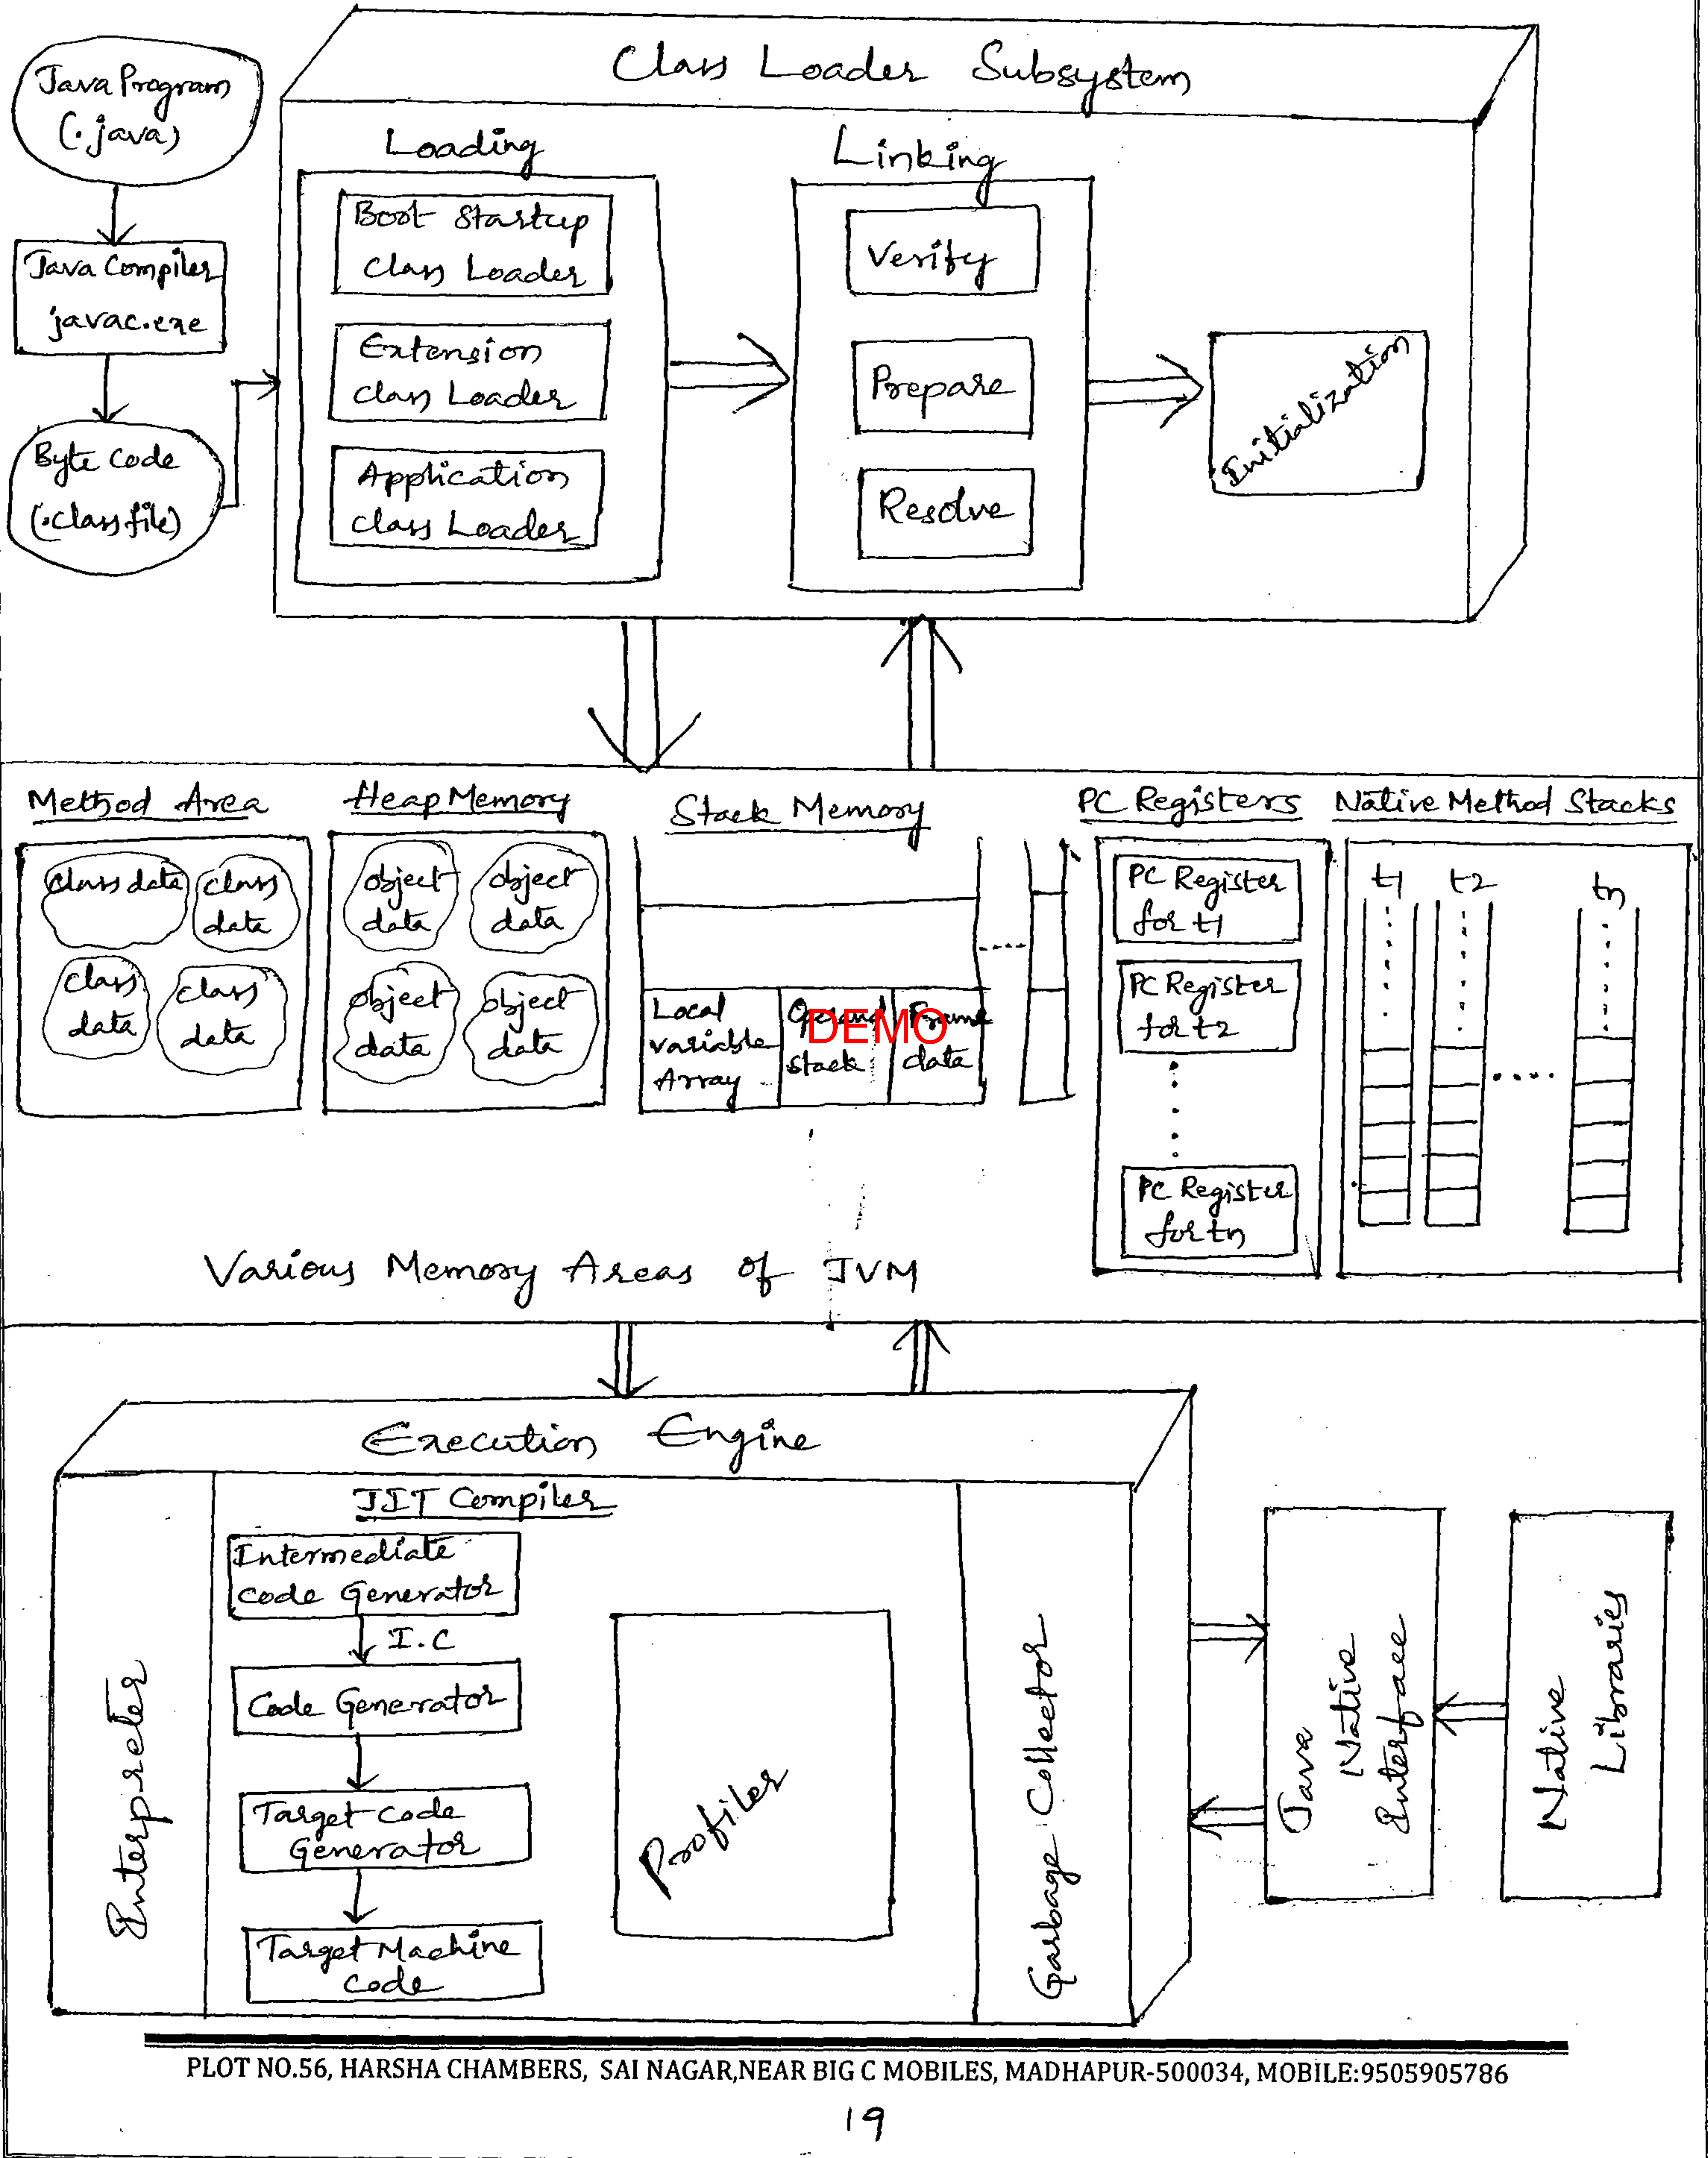 Class Loader Subsystem
Java Program
(.java)
Java Compiler
javac.exe
Byte Code
(.class file)
Loading
Boot Startup
Class Loader
Extension
Class Loader
Application
Class Loader
Linking
Verify
Prepare
Resolve
Initialization
Method Area
class data
class
data
class
data
class
data
Heap Memory
object
data
object
data
object
data
object
data
Stack Memory
Local
variable
Array
Operand
stack
Frame
data
DEMO
PC Registers
PC Register
for t1
PC Register
for t2
PC Register
for tn
Native Method Stacks
t1
t2
tn
Various Memory Areas of JVM
Execution Engine
Enterpreter
JIT Compiler
Intermediate
Code Generator
I.C
Code Generator
Target Code
Generator
Target Machine
Code
Profiler
Garbage Collector
Java
Native
Enterface
Native
Libraries
PLOT NO.56, HARSHA CHAMBERS, SAI NAGAR,NEAR BIG C MOBILES, MADHAPUR-500034, MOBILE:9505905786
19